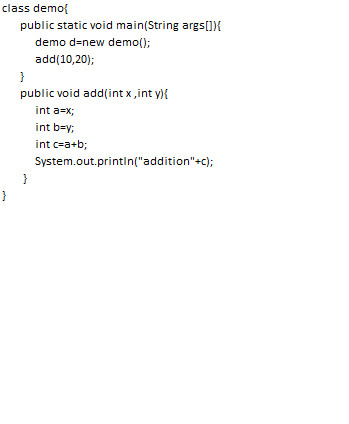 class demo{
public static void main(String args[]){
demo d=new demo();
add(10,20);
}
public void add(int x ,int y){
int a=x;
int b=y;
int c=a+b;
System.out.println("addition"+c);
}
}